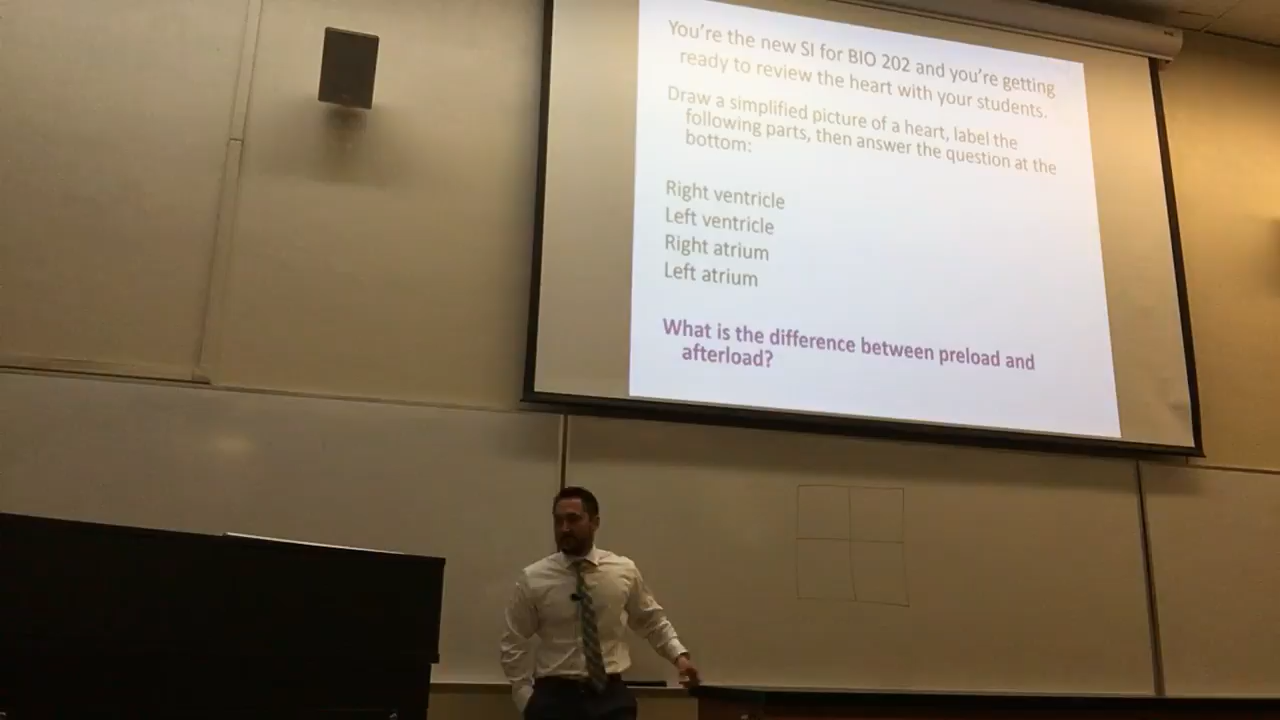 You're the new SI for BIO 202 and you're getting
ready to review the heart with your students.
Draw a simplified picture of a heart, label the
following parts, then answer the question at the
bottom:
Right ventricle
Left ventricle
Right atrium
Left atrium
What is the difference between preload and
afterload?